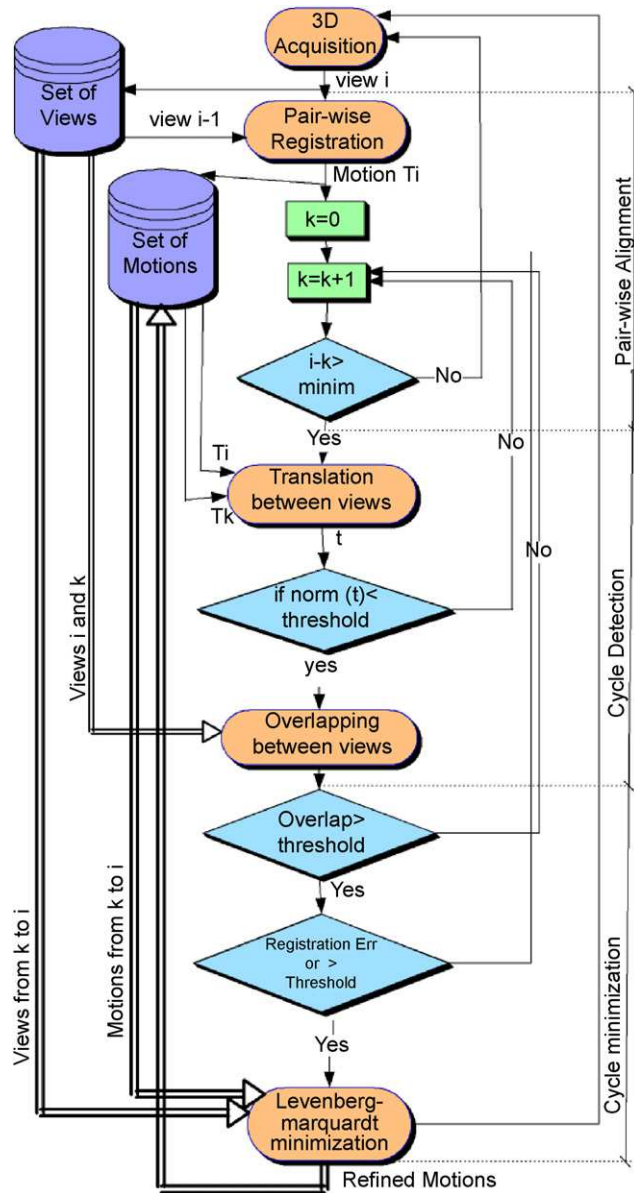 3D
Acquisition
view i
Set of
Views
view i-1
Pair-wise
Registration
Motion Ti
k=0
Set of
Motions
k=k+1
Pair-wise Alignment
i-k>
minim
No
Yes
No
Ti
Translation
between views
Tk
t
No
if norm (t)<
threshold
yes
Views i and k
Cycle Detection
Overlapping
between views
Overlap>
threshold
Yes
Registration Err
or >
Threshold
Yes
Views from k to i
Motions from k to i
Cycle minimization
Levenberg-
marquardt
minimization
Refined Motions